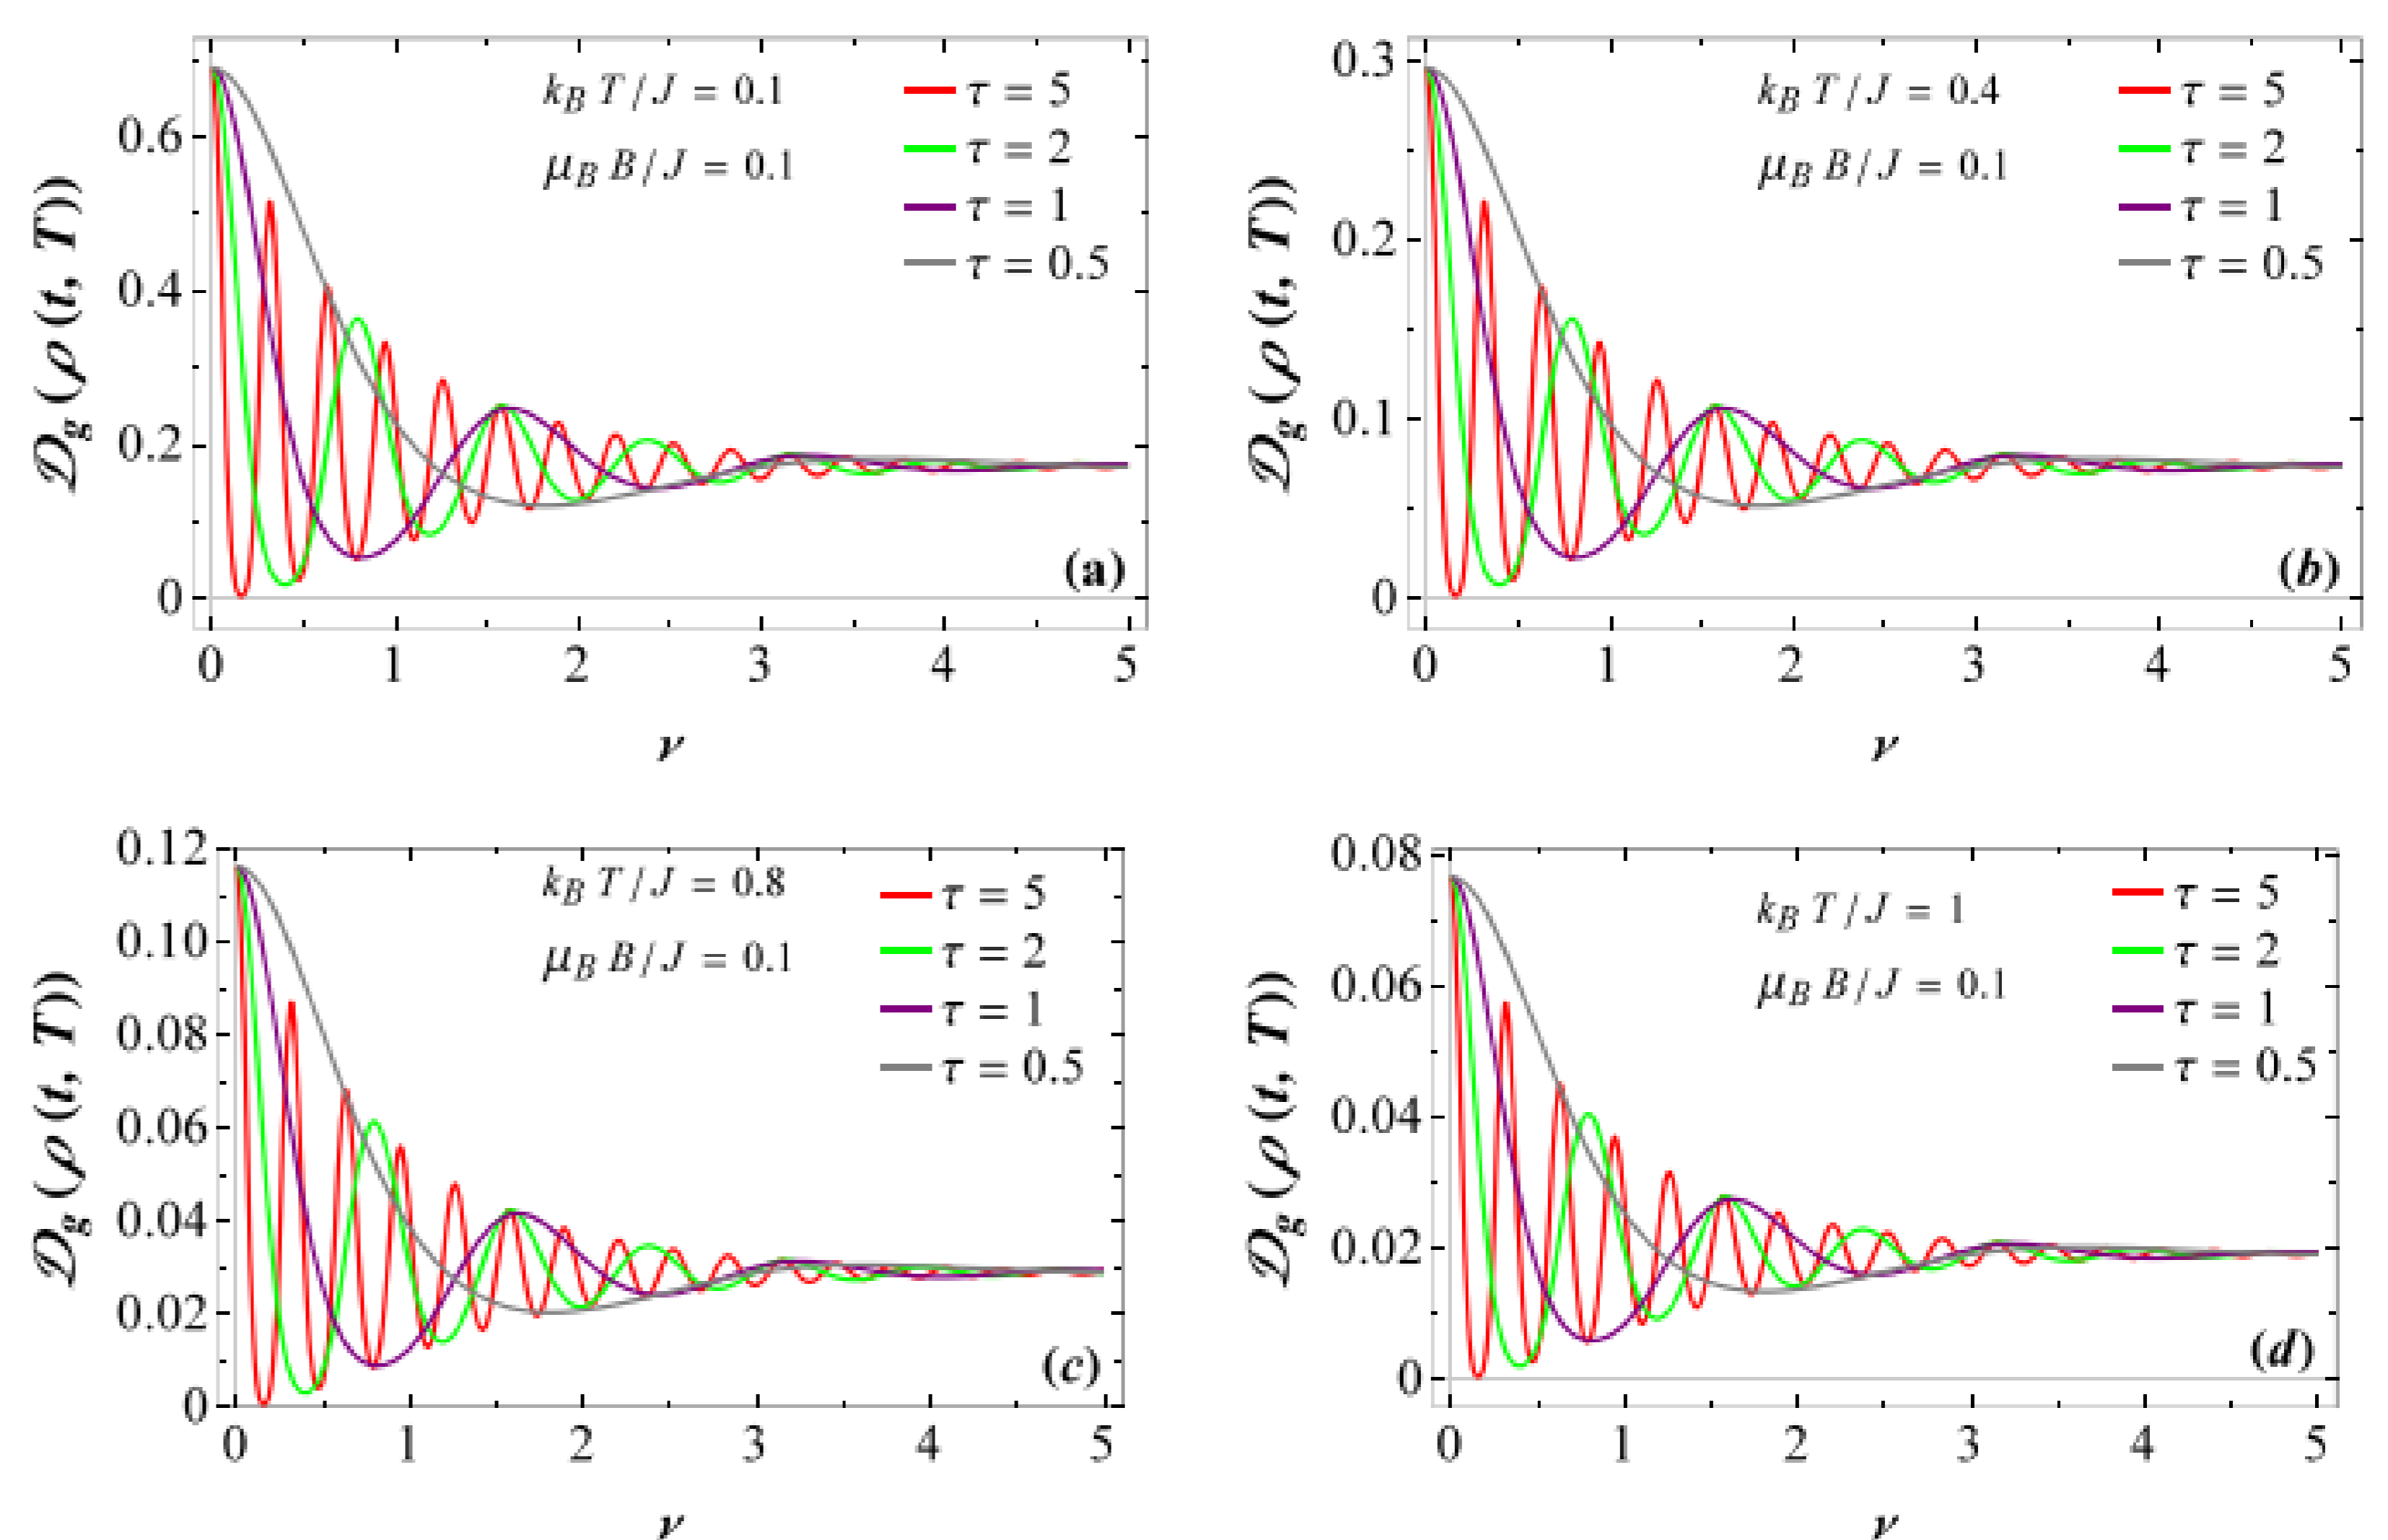 k_B T/J = 0.1
μ_B B/J = 0.1
τ = 5
τ = 2
τ = 1
τ = 0.5
0.6
0.4
0.2
0
𝒟_g (ρ (t, T))
(a)
0 1 2 3 4 5
ν
k_B T/J = 0.4
μ_B B/J = 0.1
τ = 5
τ = 2
τ = 1
τ = 0.5
0.3
0.2
0.1
0
𝒟_g (ρ (t, T))
(b)
0 1 2 3 4 5
ν
k_B T/J = 0.8
μ_B B/J = 0.1
τ = 5
τ = 2
τ = 1
τ = 0.5
0.12
0.10
0.08
0.06
0.04
0.02
0
𝒟_g (ρ (t, T))
(c)
0 1 2 3 4 5
ν
k_B T/J = 1
μ_B B/J = 0.1
τ = 5
τ = 2
τ = 1
τ = 0.5
0.08
0.06
0.04
0.02
0
𝒟_g (ρ (t, T))
(d)
0 1 2 3 4 5
ν